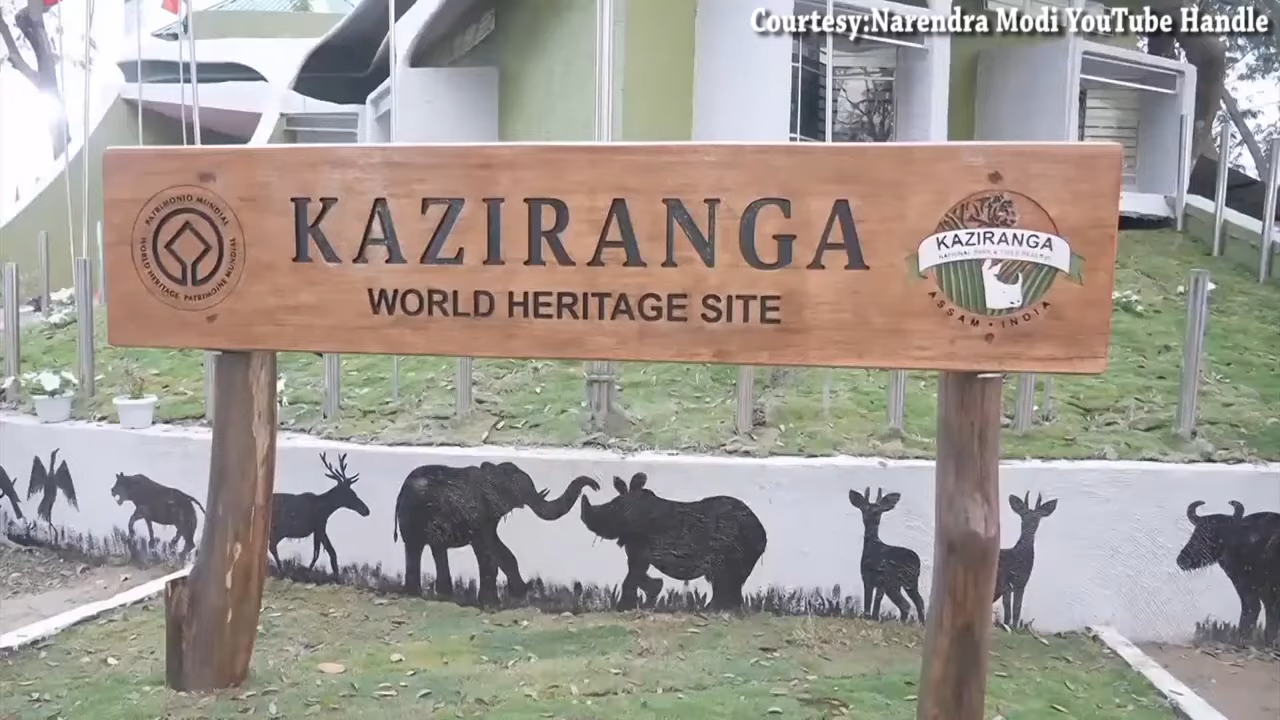 Courtesy:Narendra Modi YouTube Handle
PATRIMONIO MUNDIAL
WORLD HERITAGE
PATRIMOINE MONDIAL
KAZIRANGA
WORLD HERITAGE SITE
KAZIRANGA
NATIONAL PARK & TIGER RESERVE
ASSAM • INDIA